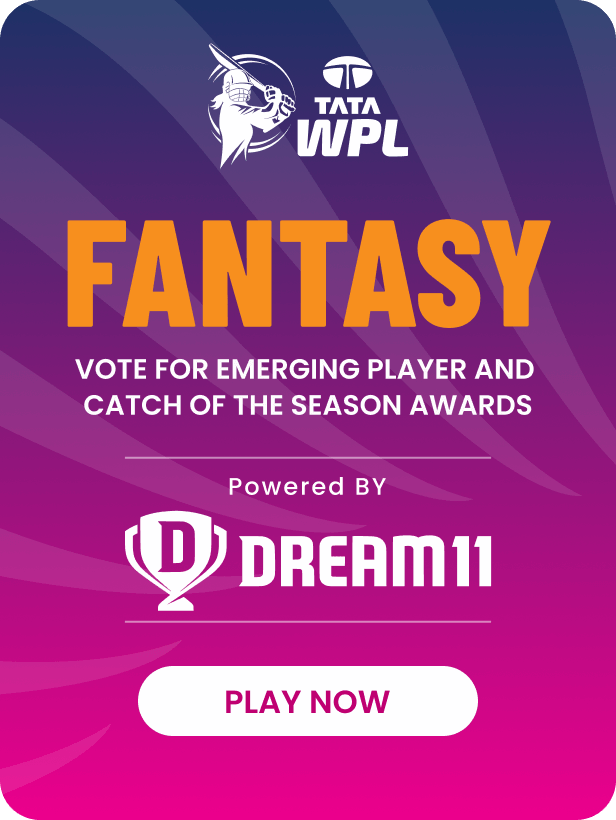 TATA
WPL
FANTASY
VOTE FOR EMERGING PLAYER AND
CATCH OF THE SEASON AWARDS
Powered BY
D DREAM11
PLAY NOW